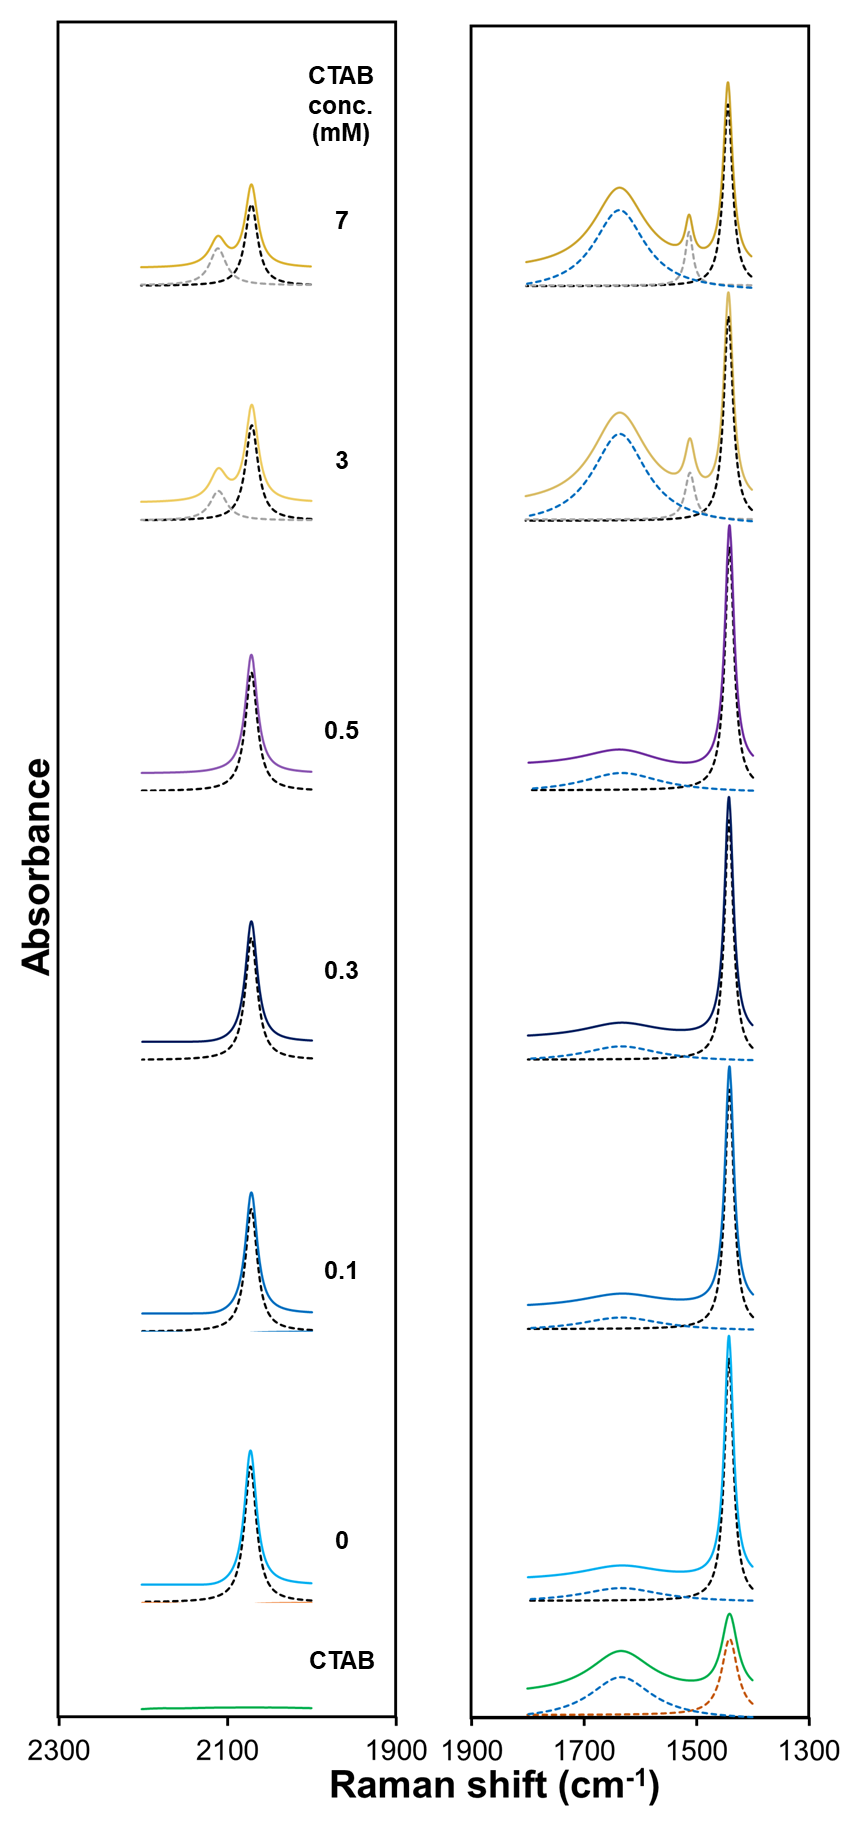 CTAB
conc.
(mM)
7
3
0.5
0.3
0.1
0
CTAB
Absorbance
2300 2100 1900 1900 1700 1500 1300
Raman shift (cm-1)